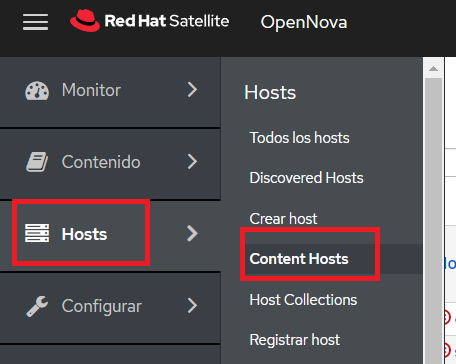 Red Hat Satellite
OpenNova
Monitor
Contenido
Hosts
Configurar
Hosts
Todos los hosts
Discovered Hosts
Crear host
Content Hosts
Host Collections
Registrar host